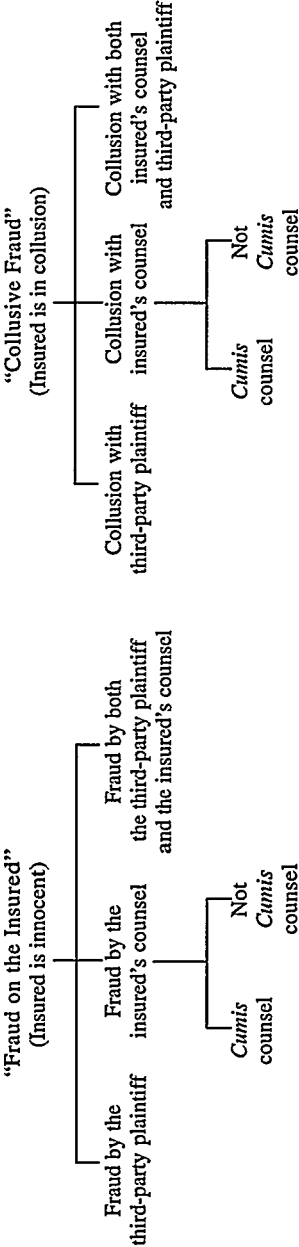 “Fraud on the Insured”
(Insured is innocent)
Fraud by the
third-party plaintiff
Fraud by the
insured’s counsel
Fraud by both
the third-party plaintiff
and the insured’s counsel
Cumis
counsel
Not
Cumis
counsel
“Collusive Fraud”
(Insured is in collusion)
Collusion with
third-party plaintiff
Collusion with
insured’s counsel
Collusion with both
insured’s counsel
and third-party plaintiff
Cumis
counsel
Not
Cumis
counsel